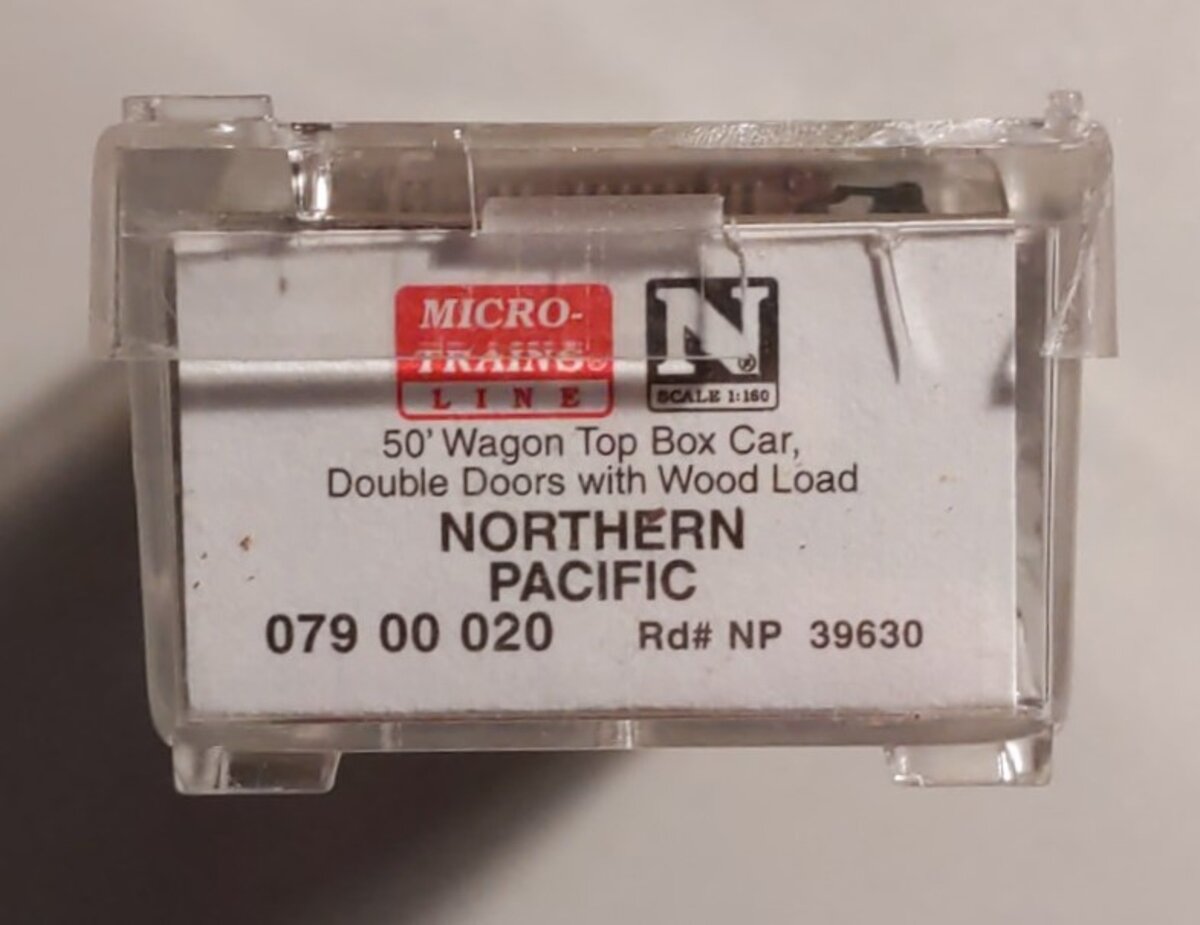 MICRO-
TRAINS®
LINE
N®
SCALE 1:160
50' Wagon Top Box Car,
Double Doors with Wood Load
NORTHERN
PACIFIC
079 00 020 Rd# NP 39630